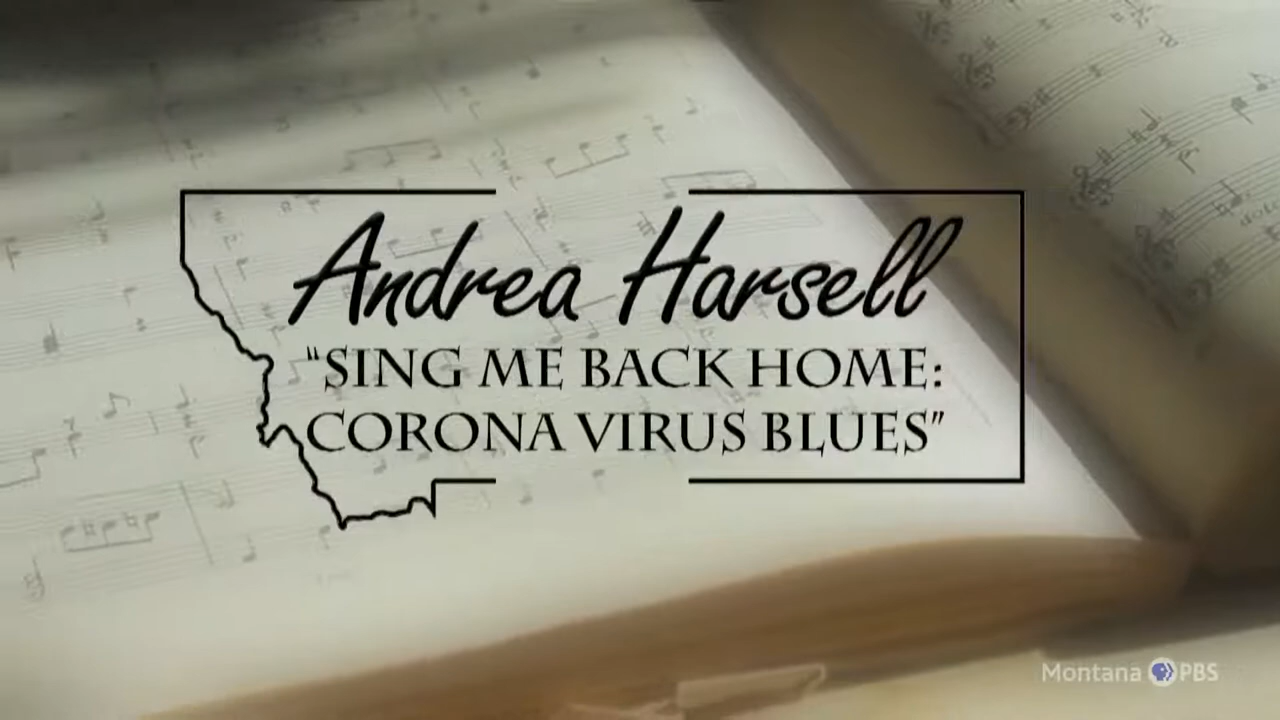 Andrea Harsell
"SING ME BACK HOME:
CORONA VIRUS BLUES"
Montana PBS